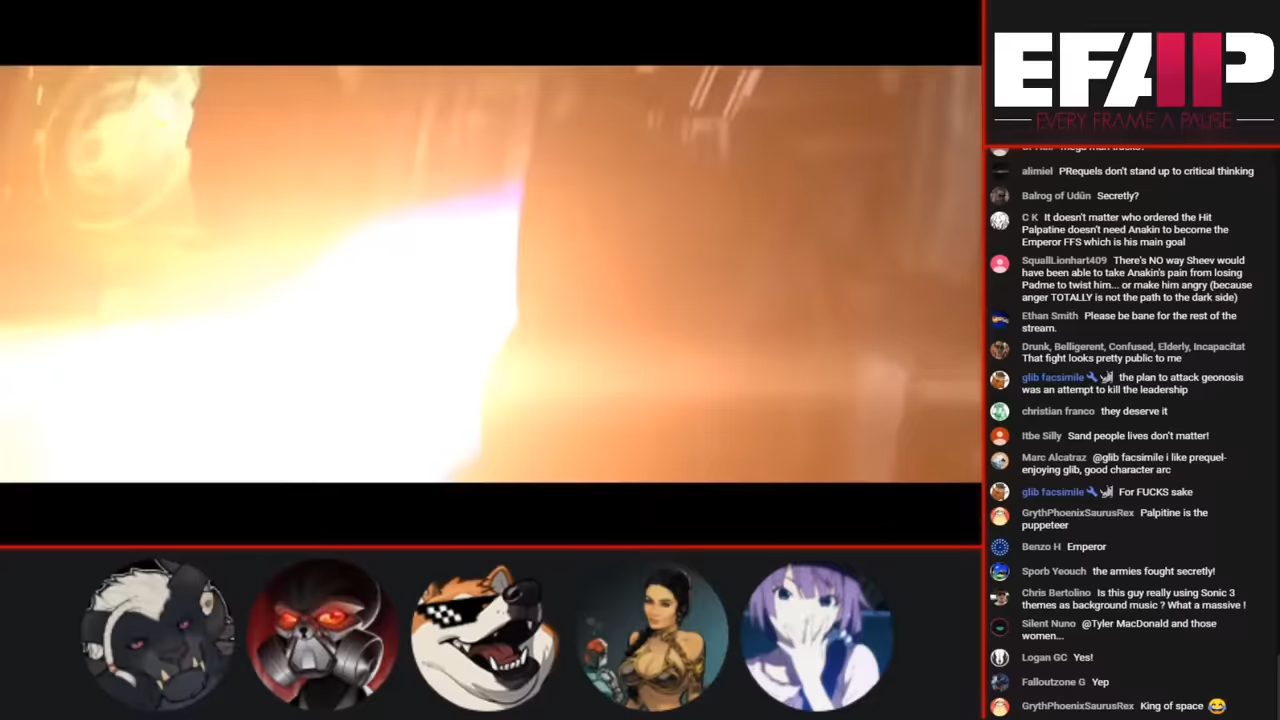 EFAP
EVERY FRAME A PAUSE
alimiel PRequels don't stand up to critical thinking
Balrog of Udûn Secretly?
C K It doesn't matter who ordered the Hit
Palpatine doesn't need Anakin to become the
Emperor FFS which is his main goal
SquallLionhart409 There's NO way Sheev would
have been able to take Anakin's pain from losing
Padme to twist him... or make him angry (because
anger TOTALLY is not the path to the dark side)
Ethan Smith Please be bane for the rest of the
stream.
Drunk, Belligerent, Confused, Elderly, Incapacitat
That fight looks pretty public to me
glib facsimile the plan to attack geonosis
was an attempt to kill the leadership
christian franco they deserve it
Itbe Silly Sand people lives don't matter!
Marc Alcatraz @glib facsimile i like prequel-
enjoying glib, good character arc
glib facsimile For FUCKS sake
GrythPhoenixSaurusRex Palpitine is the
puppeteer
Benzo H Emperor
Sporb Yeouch the armies fought secretly!
Chris Bertolino Is this guy really using Sonic 3
themes as background music ? What a massive !
Silent Nuno @Tyler MacDonald and those
women...
Logan GC Yes!
Falloutzone G Yep
GrythPhoenixSaurusRex King of space 😂